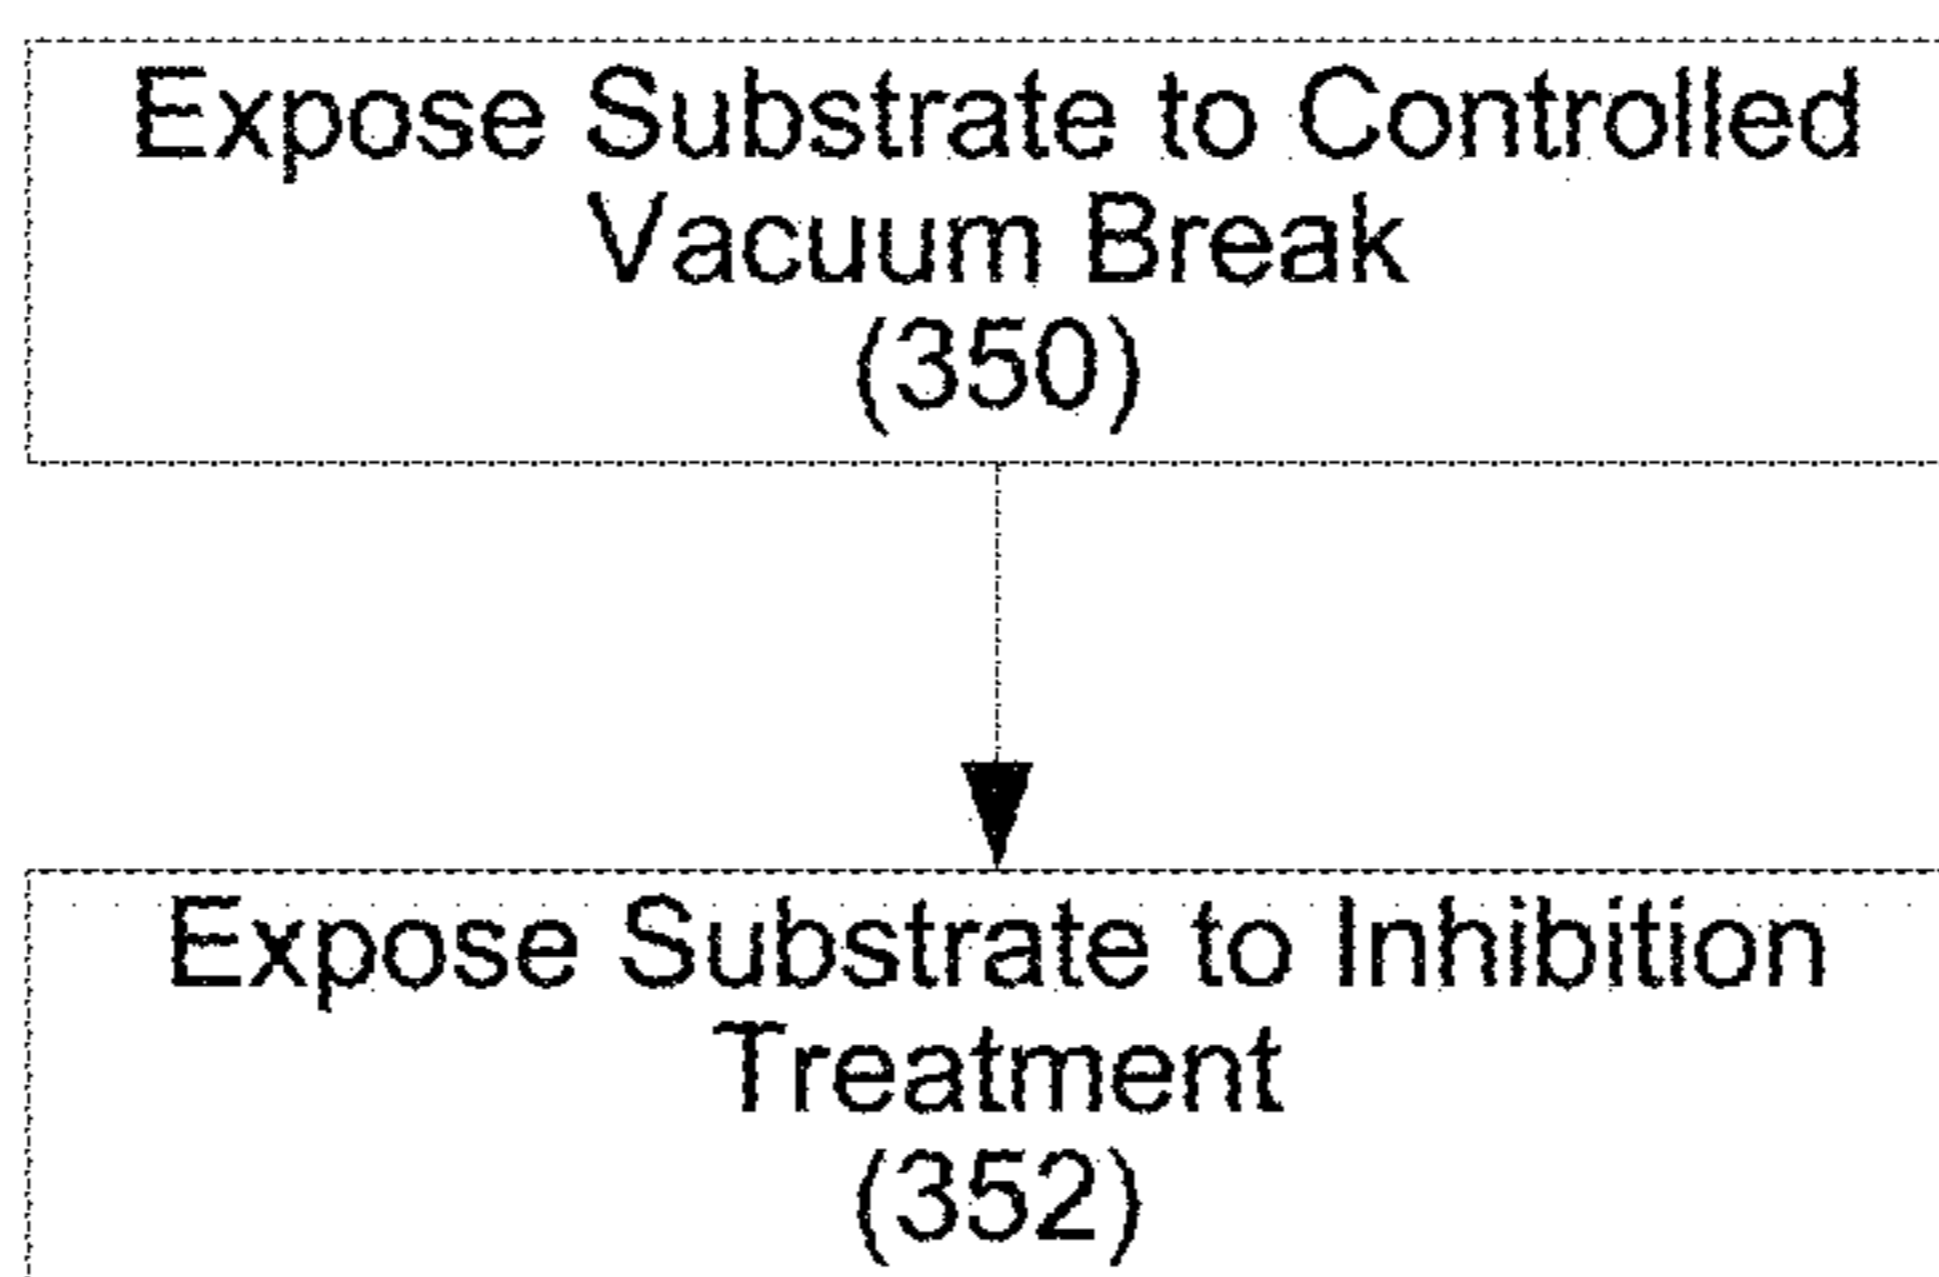 Expose Substrate to Controlled
Vacuum Break
(350)
Expose Substrate to Inhibition
Treatment
(352)